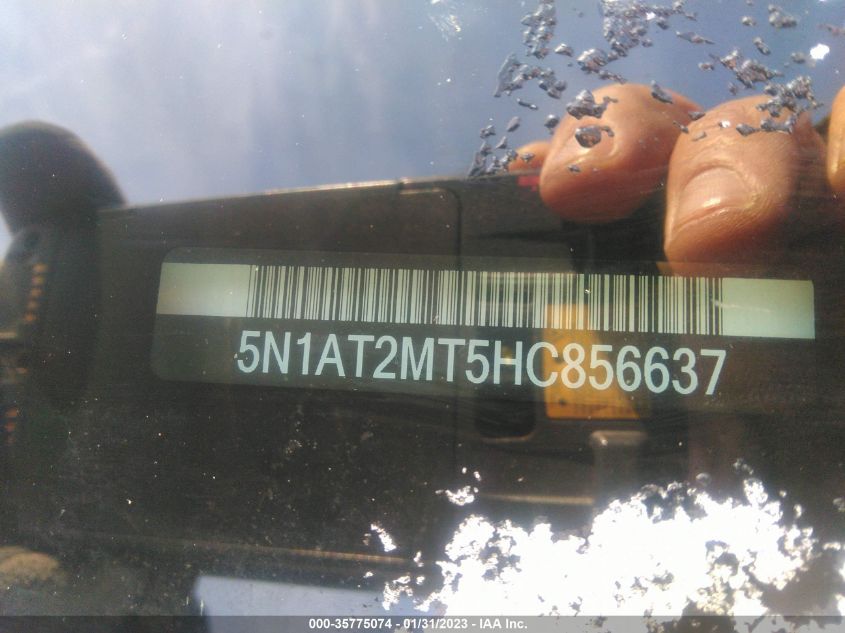 5N1AT2MT5HC856637
000-35775074 - 01/31/2023 - IAA Inc.